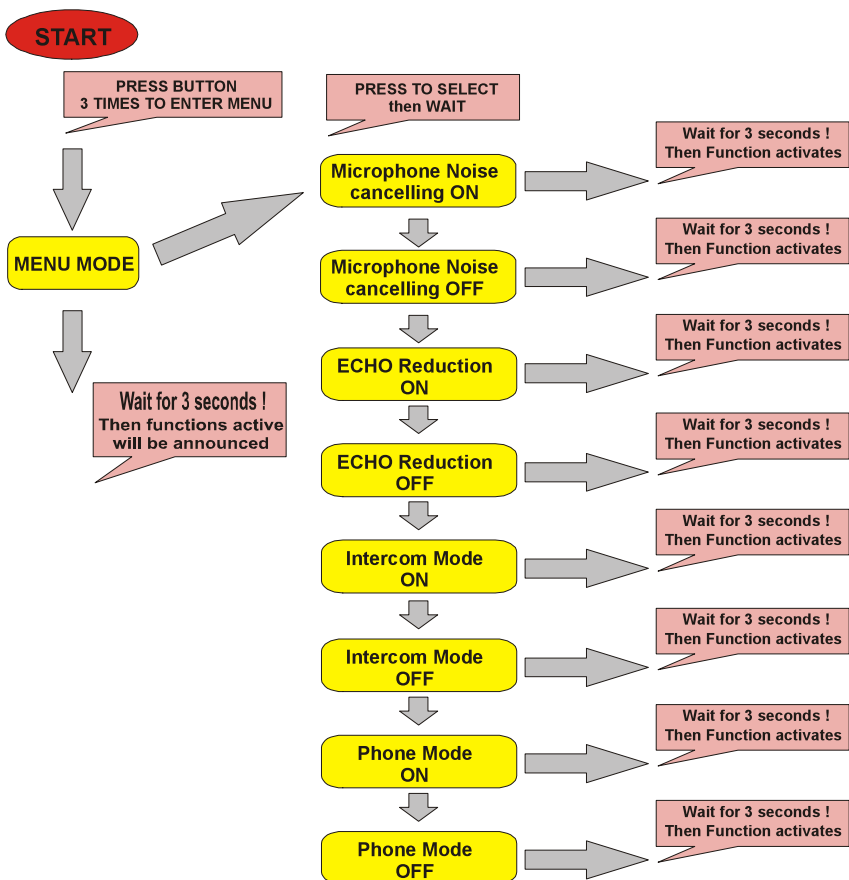 START
PRESS BUTTON
3 TIMES TO ENTER MENU
MENU MODE
Wait for 3 seconds !
Then functions active
will be announced
PRESS TO SELECT
then WAIT
Microphone Noise
cancelling ON
Wait for 3 seconds !
Then Function activates
Microphone Noise
cancelling OFF
Wait for 3 seconds !
Then Function activates
ECHO Reduction
ON
Wait for 3 seconds !
Then Function activates
ECHO Reduction
OFF
Wait for 3 seconds !
Then Function activates
Intercom Mode
ON
Wait for 3 seconds !
Then Function activates
Intercom Mode
OFF
Wait for 3 seconds !
Then Function activates
Phone Mode
ON
Wait for 3 seconds !
Then Function activates
Phone Mode
OFF
Wait for 3 seconds !
Then Function activates